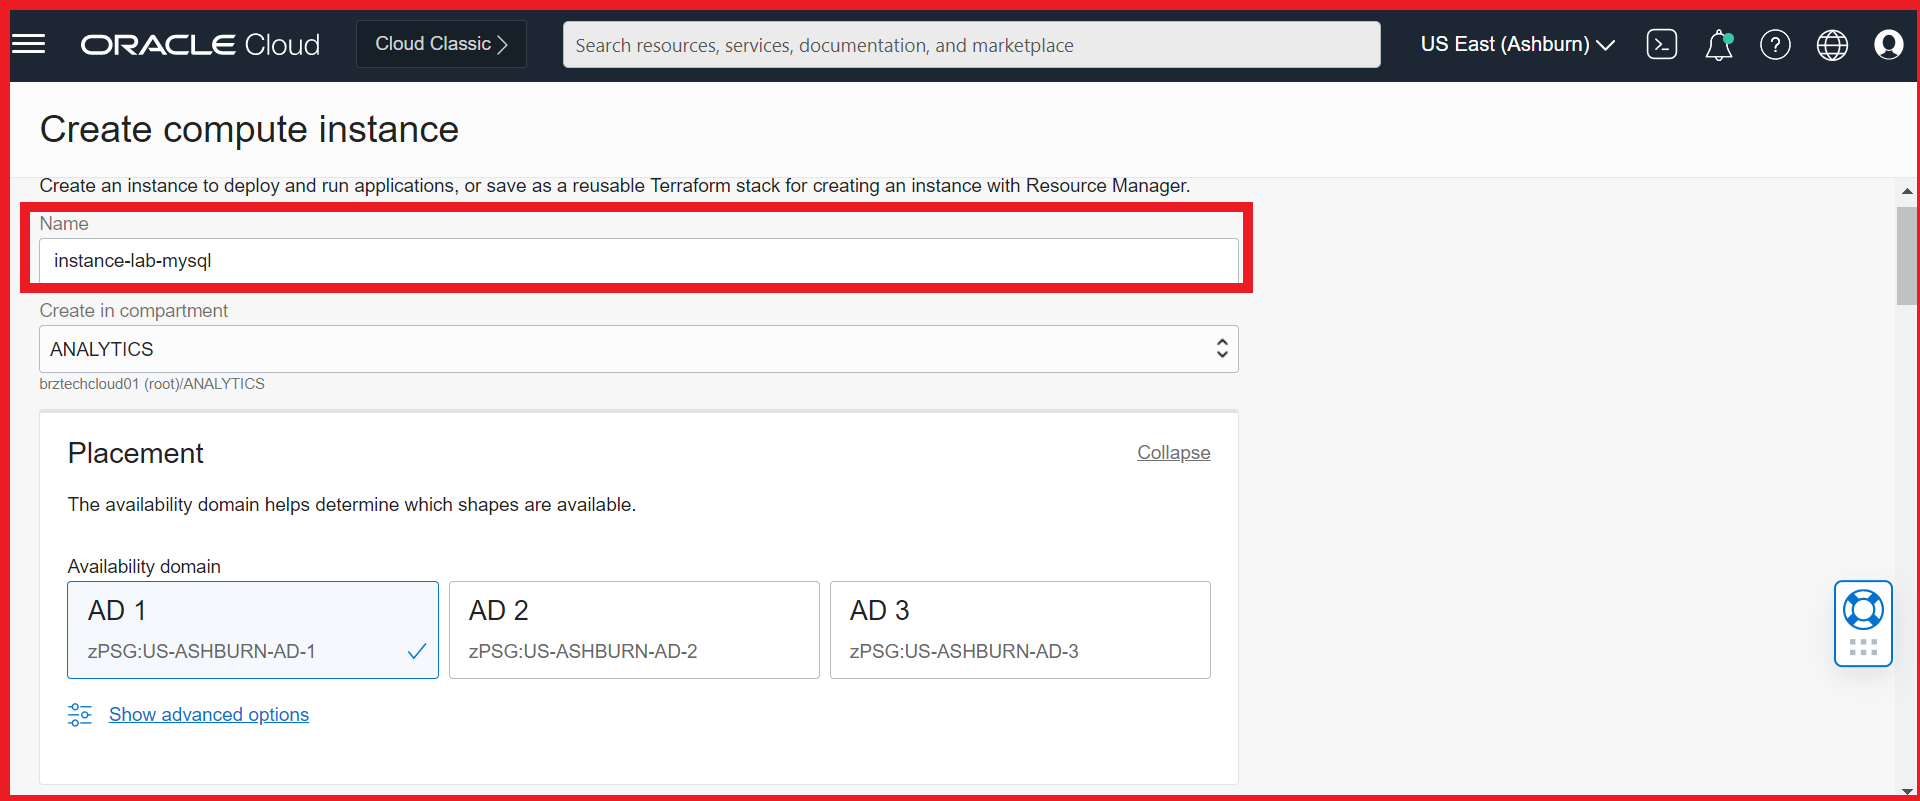 ORACLE Cloud
Cloud Classic
Search resources, services, documentation, and marketplace
US East (Ashburn)
Create compute instance
Create an instance to deploy and run applications, or save as a reusable Terraform stack for creating an instance with Resource Manager.
Name
instance-lab-mysql
Create in compartment
ANALYTICS
brztechcloud01 (root)/ANALYTICS
Placement
Collapse
The availability domain helps determine which shapes are available.
Availability domain
AD 1
zPSG:US-ASHBURN-AD-1
AD 2
zPSG:US-ASHBURN-AD-2
AD 3
zPSG:US-ASHBURN-AD-3
Show advanced options